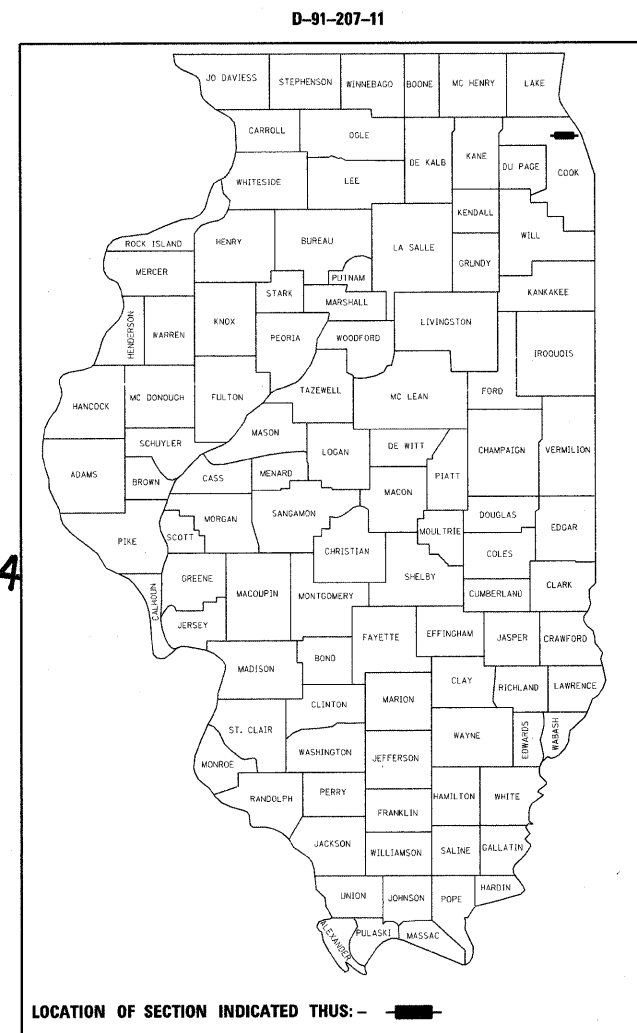 D-91-207-11
JO DAVIESS STEPHENSON WINNEBAGO BOONE MC HENRY LAKE
CARROLL OGLE DE KALB KANE DU PAGE COOK
WHITESIDE LEE
KENDALL
ROCK ISLAND HENRY BUREAU LA SALLE GRUNDY WILL
MERCER PUTNAM
STARK MARSHALL KANKAKEE
HENDERSON WARREN KNOX PEORIA WOODFORD LIVINGSTON IROQUOIS
HANCOCK MC DONOUGH FULTON TAZEWELL MC LEAN FORD
MASON
SCHUYLER LOGAN DE WITT CHAMPAIGN VERMILION
ADAMS BROWN CASS MENARD PIATT
MACON
MORGAN SANGAMON DOUGLAS EDGAR
PIKE SCOTT CHRISTIAN MOULTRIE COLES
4
CALHOUN GREENE MACOUPIN MONTGOMERY SHELBY CUMBERLAND CLARK
JERSEY FAYETTE EFFINGHAM JASPER CRAWFORD
MADISON BOND CLAY RICHLAND LAWRENCE
CLINTON MARION
ST. CLAIR WAYNE EDWARDS WABASH
MONROE WASHINGTON JEFFERSON
RANDOLPH PERRY HAMILTON WHITE
FRANKLIN
JACKSON WILLIAMSON SALINE GALLATIN
UNION JOHNSON POPE HARDIN
ALEXANDER PULASKI MASSAC
LOCATION OF SECTION INDICATED THUS: -